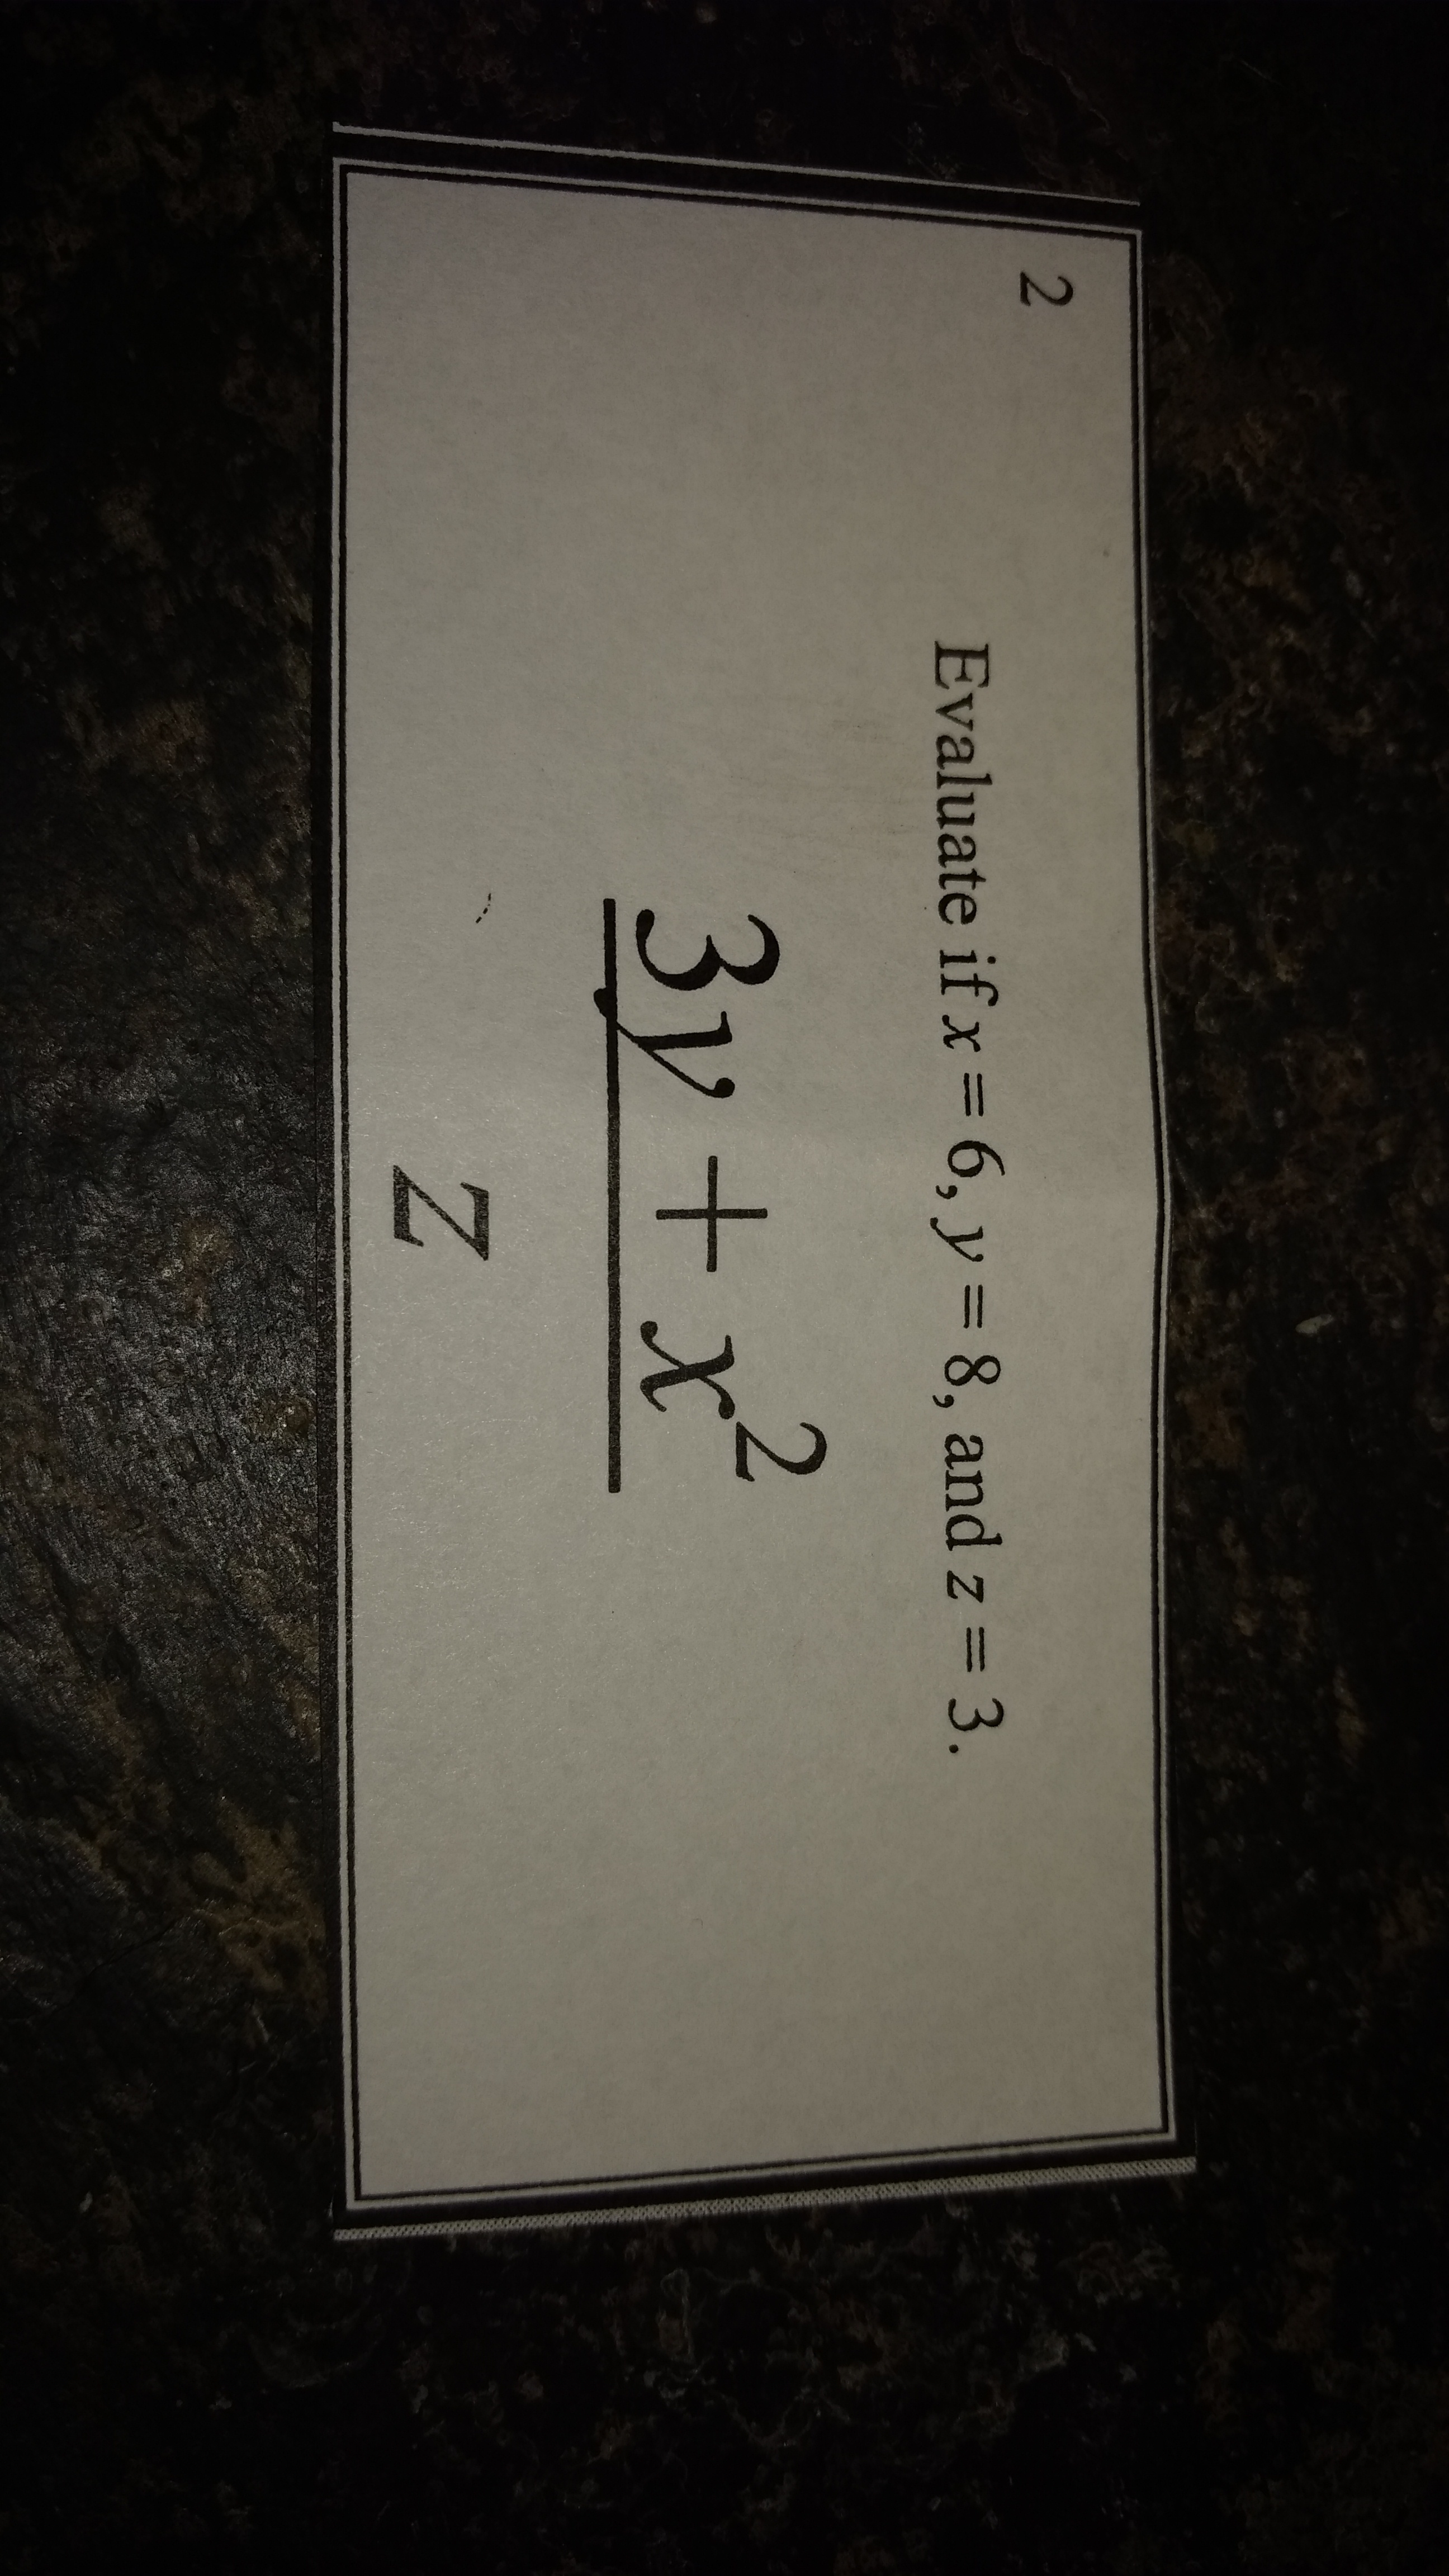 2
Evaluate if x = 6, y = 8, and z = 3.
3y + x²
z